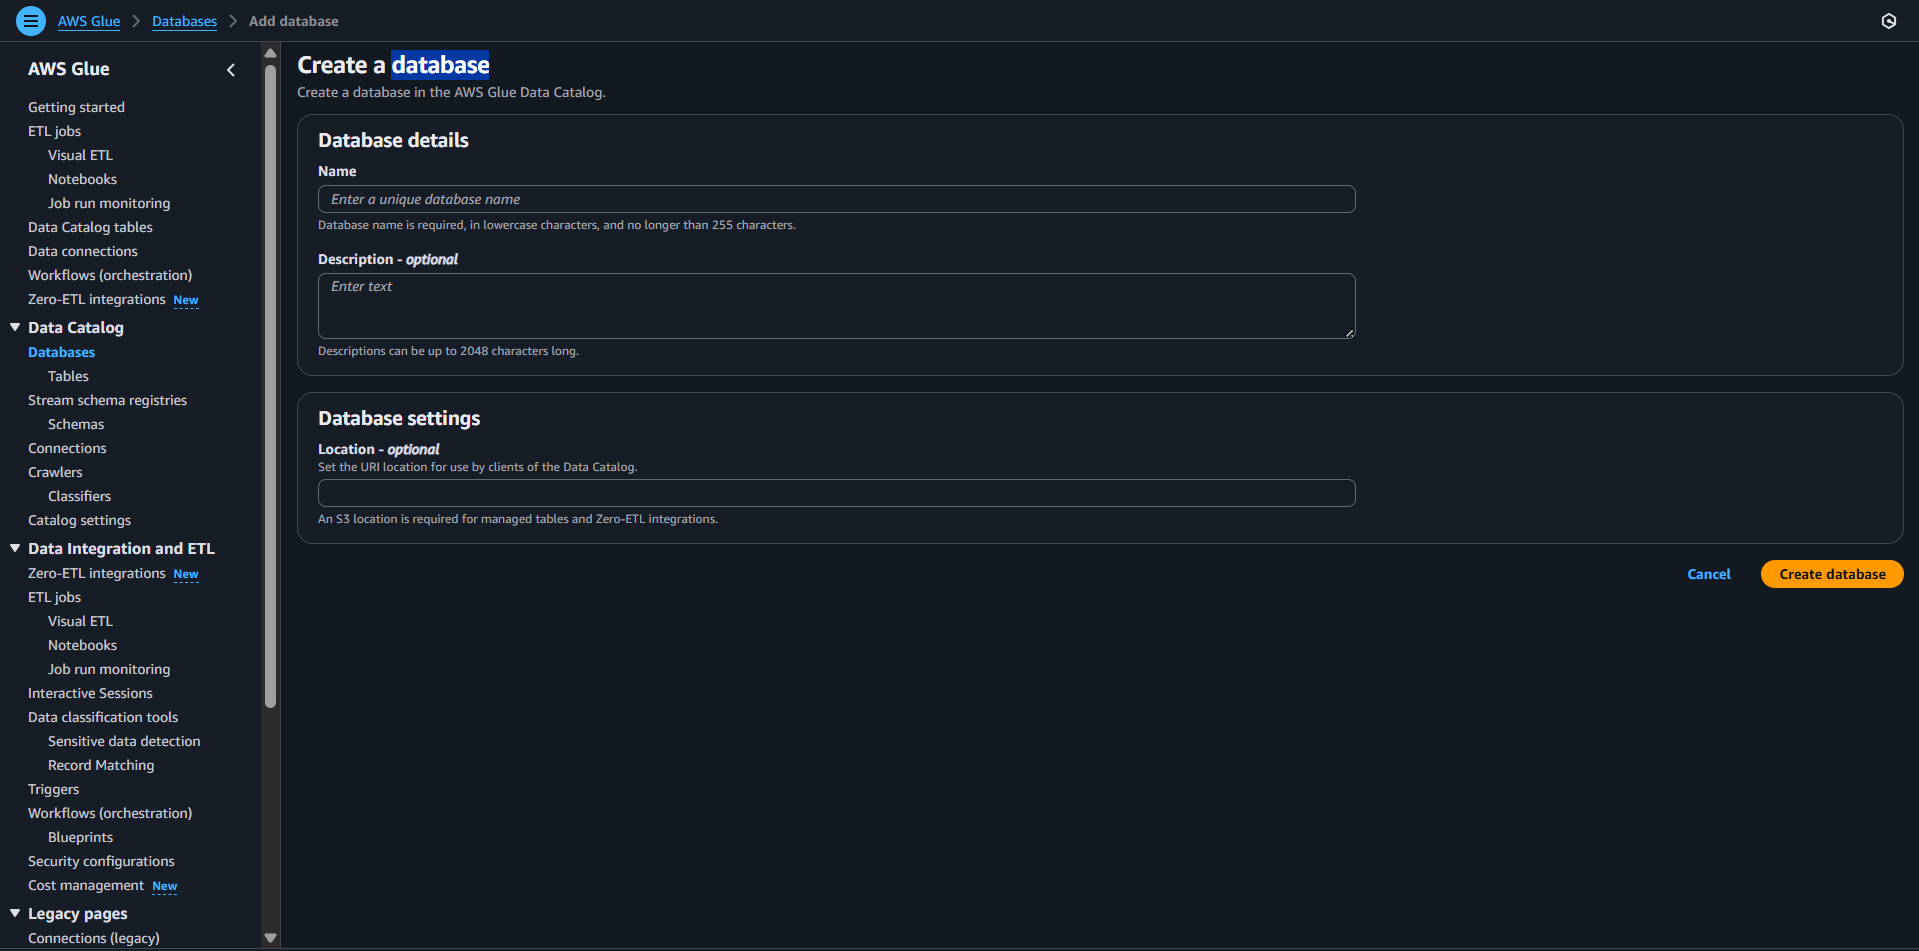 AWS Glue > Databases > Add database
AWS Glue
Getting started
ETL jobs
Visual ETL
Notebooks
Job run monitoring
Data Catalog tables
Data connections
Workflows (orchestration)
Zero-ETL integrations New
Data Catalog
Databases
Tables
Stream schema registries
Schemas
Connections
Crawlers
Classifiers
Catalog settings
Data Integration and ETL
Zero-ETL integrations New
ETL jobs
Visual ETL
Notebooks
Job run monitoring
Interactive Sessions
Data classification tools
Sensitive data detection
Record Matching
Triggers
Workflows (orchestration)
Blueprints
Security configurations
Cost management New
Legacy pages
Connections (legacy)
Create a database
Create a database in the AWS Glue Data Catalog.
Database details
Name
Enter a unique database name
Database name is required, in lowercase characters, and no longer than 255 characters.
Description - optional
Enter text
Descriptions can be up to 2048 characters long.
Database settings
Location - optional
Set the URI location for use by clients of the Data Catalog.
An S3 location is required for managed tables and Zero-ETL integrations.
Cancel
Create database